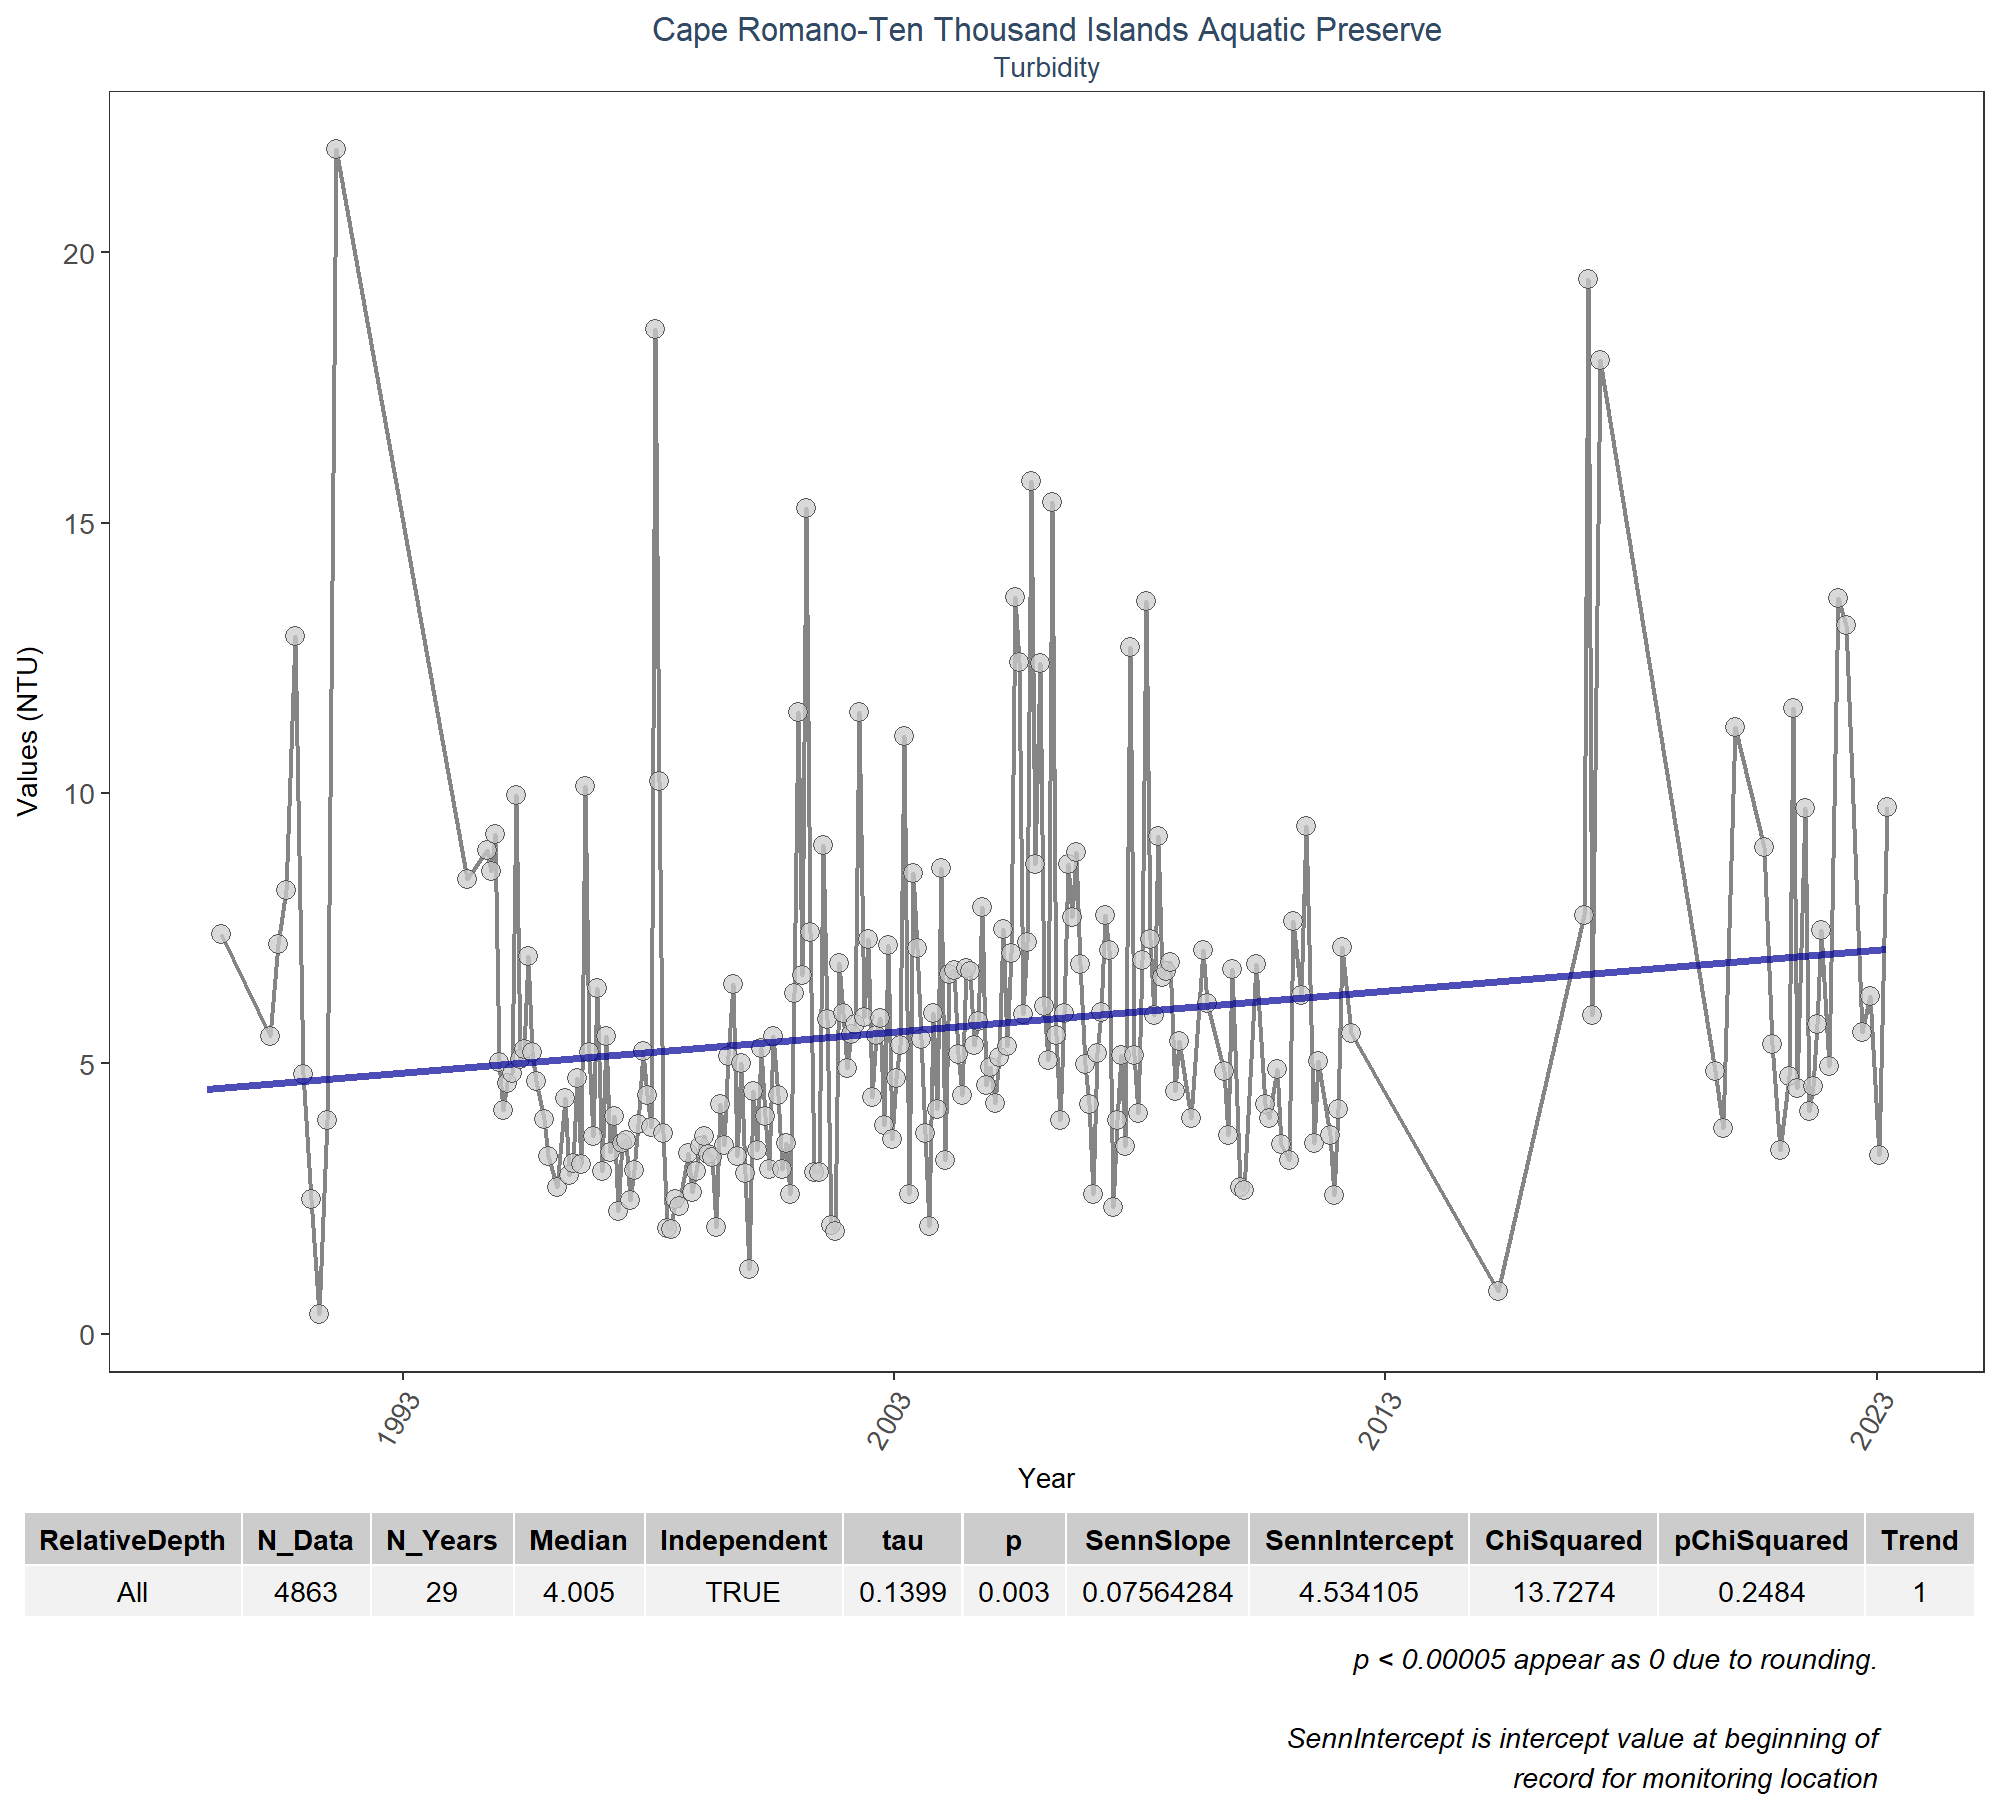 Cape Romano-Ten Thousand Islands Aquatic Preserve
Turbidity
Values (NTU)
20
15
10
5
0
1993
2003
2013
2023
Year
RelativeDepth N_Data N_Years Median Independent tau p SennSlope SennIntercept ChiSquared pChiSquared Trend
All 4863 29 4.005 TRUE 0.1399 0.003 0.07564284 4.534105 13.7274 0.2484 1
p < 0.00005 appear as 0 due to rounding.
SennIntercept is intercept value at beginning of
record for monitoring location